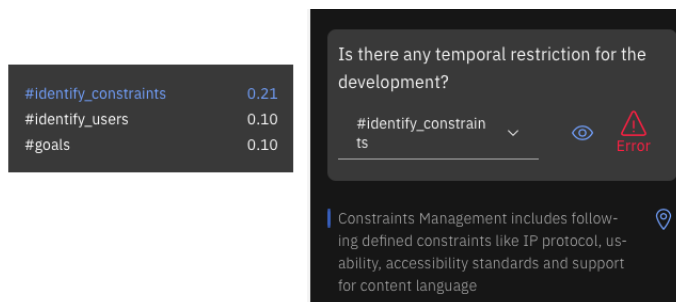 #identify_constraints 0.21
#identify_users 0.10
#goals 0.10
Is there any temporal restriction for the
development?
#identify_constrain
ts
Error
Constraints Management includes follow-
ing defined constraints like IP protocol, us-
ability, accessibility standards and support
for content language